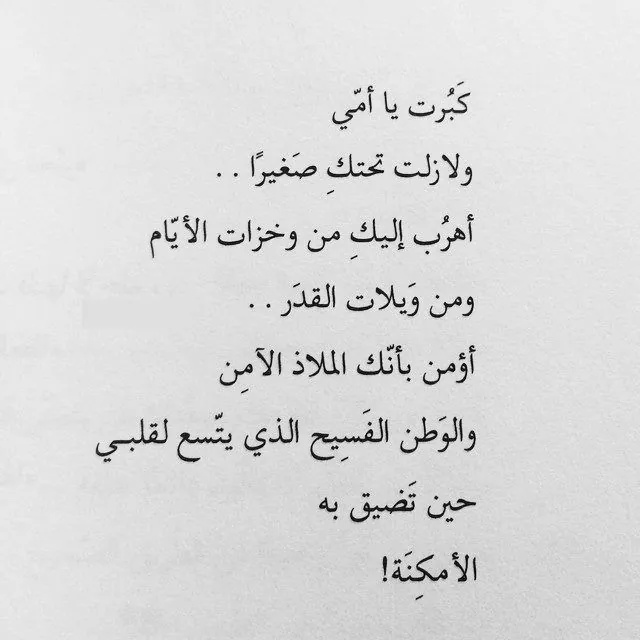 كَبُرت يا أمّي
ولازلت تحتكِ صَغيرًا . .
أهرُب إليكِ من وخزات الأيّام
ومن وَيلات القدَر . .
أؤمن بأنّك الملاذ الآمِن
والوَطن الفَسِيح الذي يتّسع لقلبـي
حين تَضيق به
الأمكِنَة!